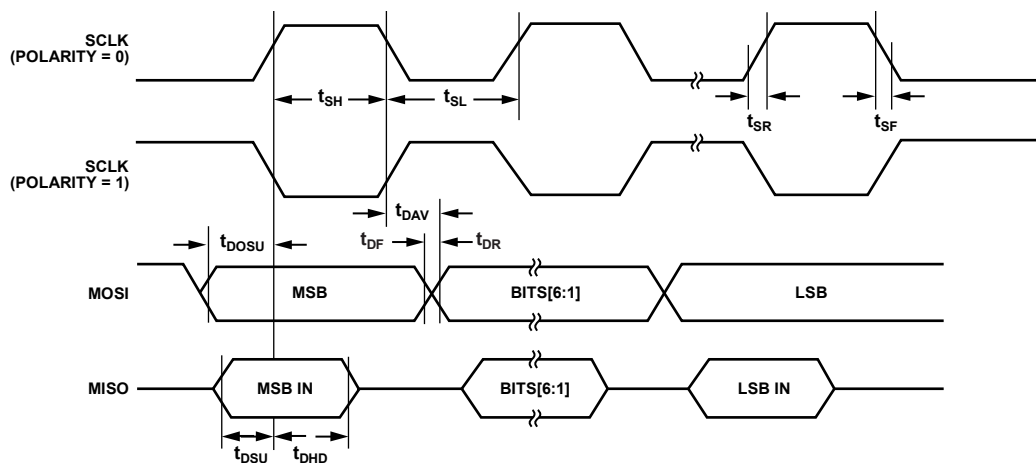 SCLK
(POLARITY = 0)
tSH
tSL
tSR
tSF
SCLK
(POLARITY = 1)
tDAV
tDOSU
tDF
tDR
MOSI
MSB
BITS[6:1]
LSB
MISO
MSB IN
BITS[6:1]
LSB IN
tDSU
tDHD